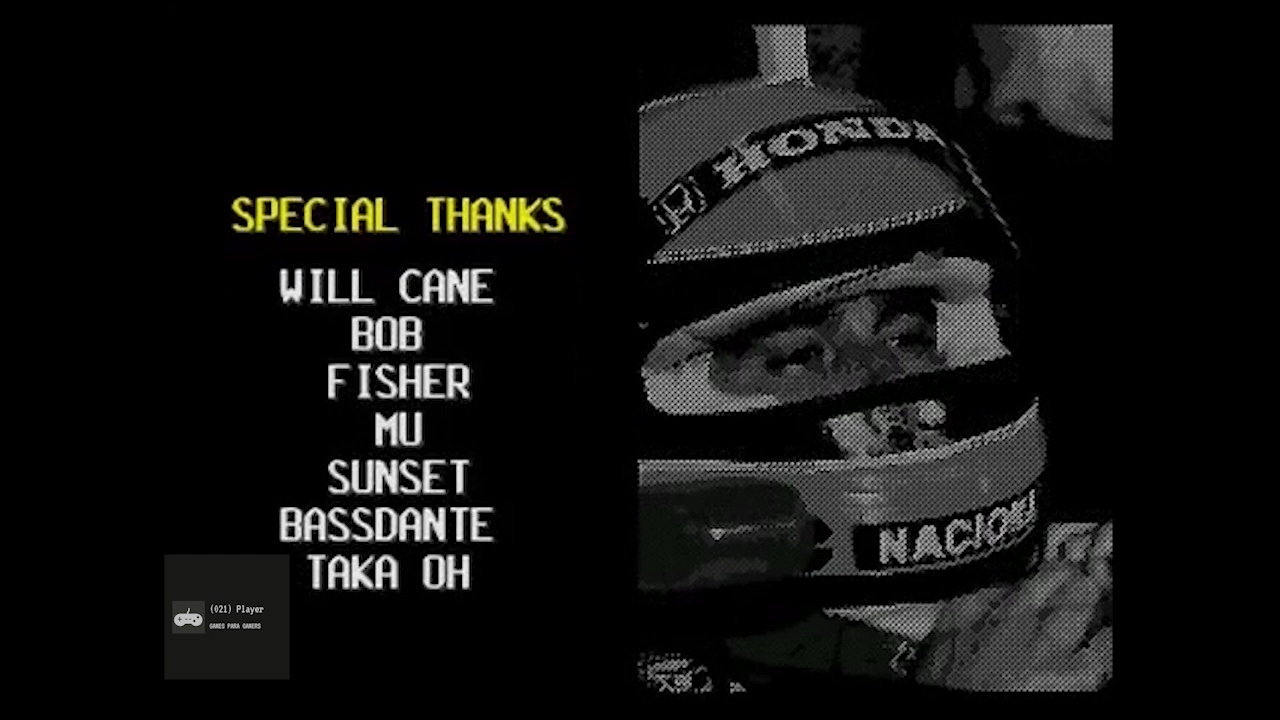 SPECIAL THANKS
WILL CANE
BOB
FISHER
MU
SUNSET
BASSDANTE
TAKA OH
(021) Player
GAMES PARA GAMERS
HONDA
NACIONA